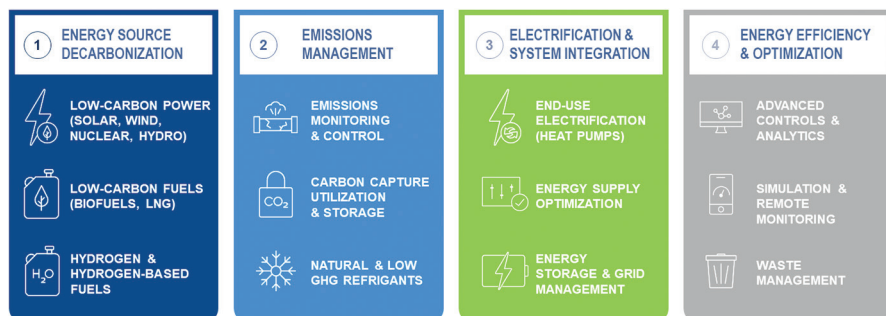 1
ENERGY SOURCE
DECARBONIZATION
LOW-CARBON POWER
(SOLAR, WIND,
NUCLEAR, HYDRO)
LOW-CARBON FUELS
(BIOFUELS, LNG)
H₂O
HYDROGEN &
HYDROGEN-BASED
FUELS
2
EMISSIONS
MANAGEMENT
EMISSIONS
MONITORING
& CONTROL
CO₂
CARBON CAPTURE
UTILIZATION
& STORAGE
NATURAL & LOW
GHG REFRIGANTS
3
ELECTRIFICATION &
SYSTEM INTEGRATION
END-USE
ELECTRIFICATION
(HEAT PUMPS)
ENERGY SUPPLY
OPTIMIZATION
ENERGY
STORAGE & GRID
MANAGEMENT
4
ENERGY EFFICIENCY
& OPTIMIZATION
ADVANCED
CONTROLS &
ANALYTICS
SIMULATION &
REMOTE
MONITORING
WASTE
MANAGEMENT